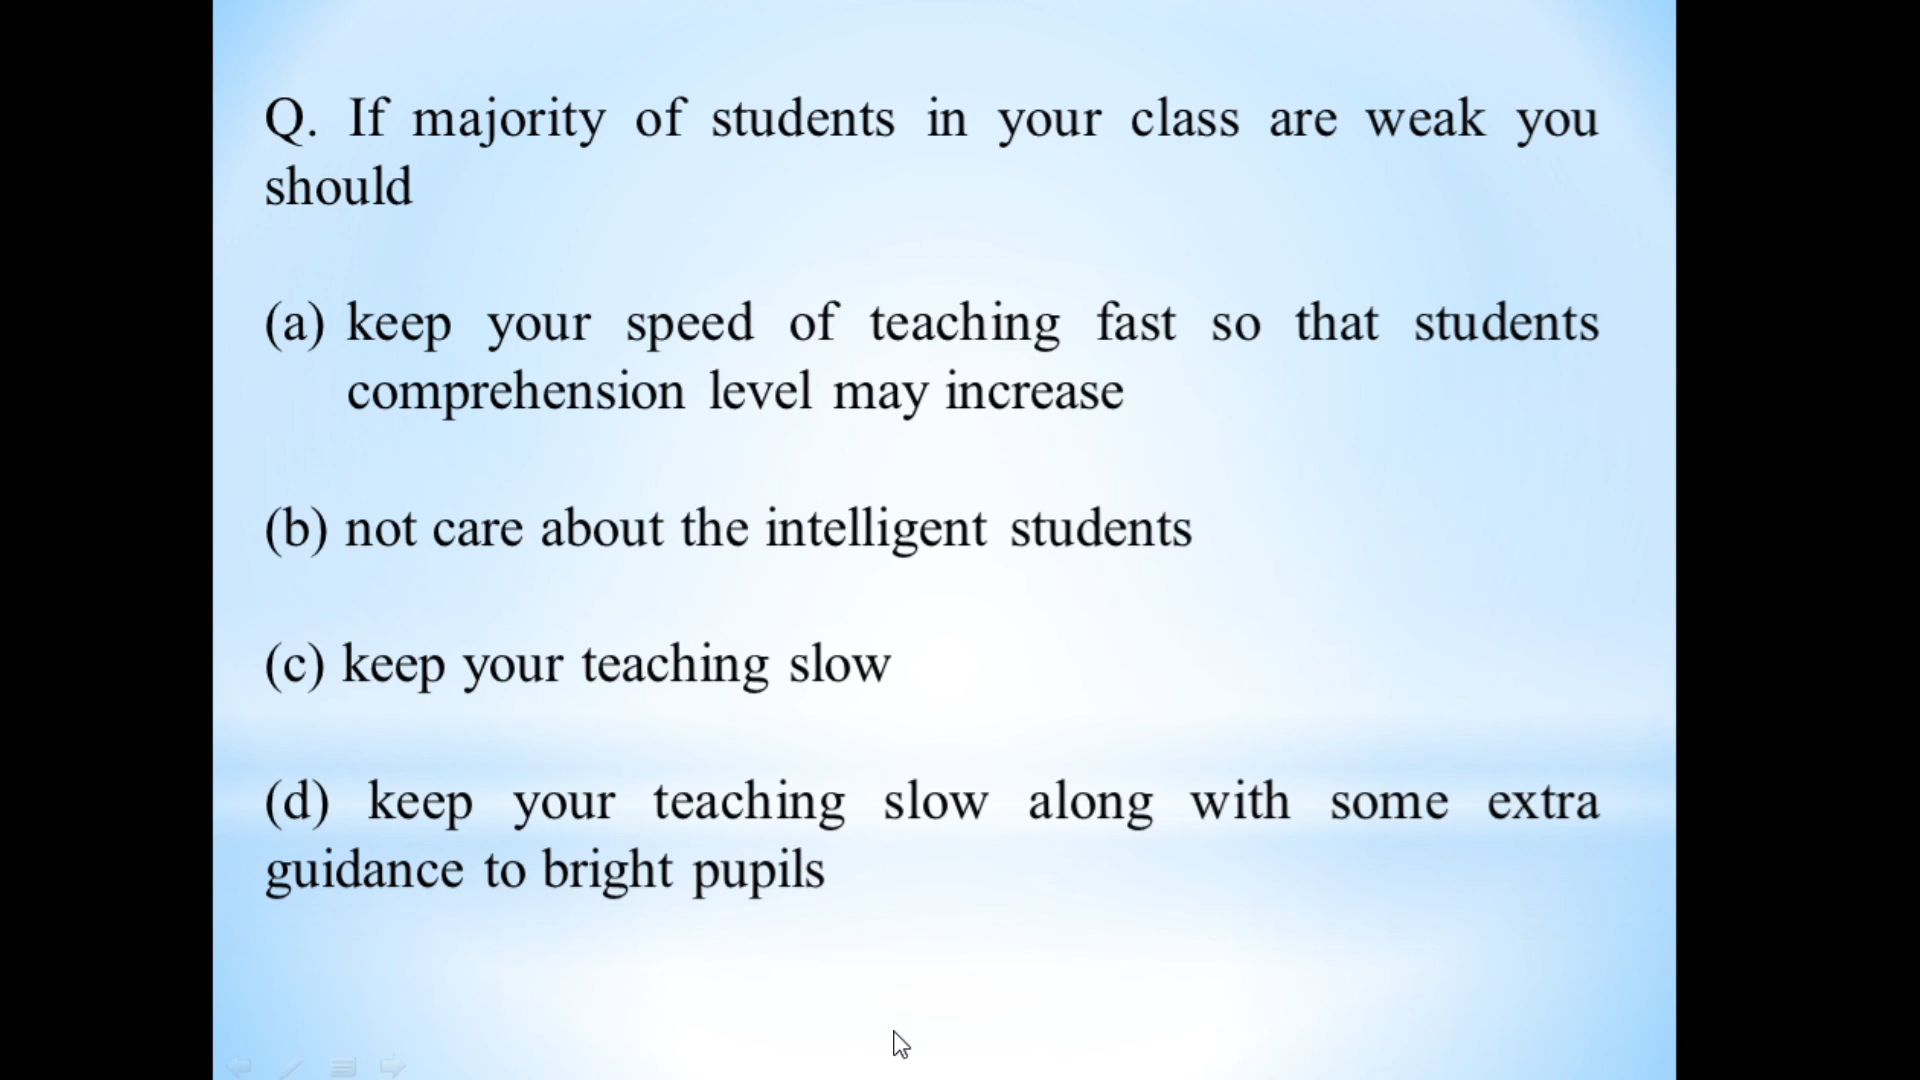 Q. If majority of students in your class are weak you
should
(a) keep your speed of teaching fast so that students
comprehension level may increase
(b) not care about the intelligent students
(c) keep your teaching slow
(d) keep your teaching slow along with some extra
guidance to bright pupils